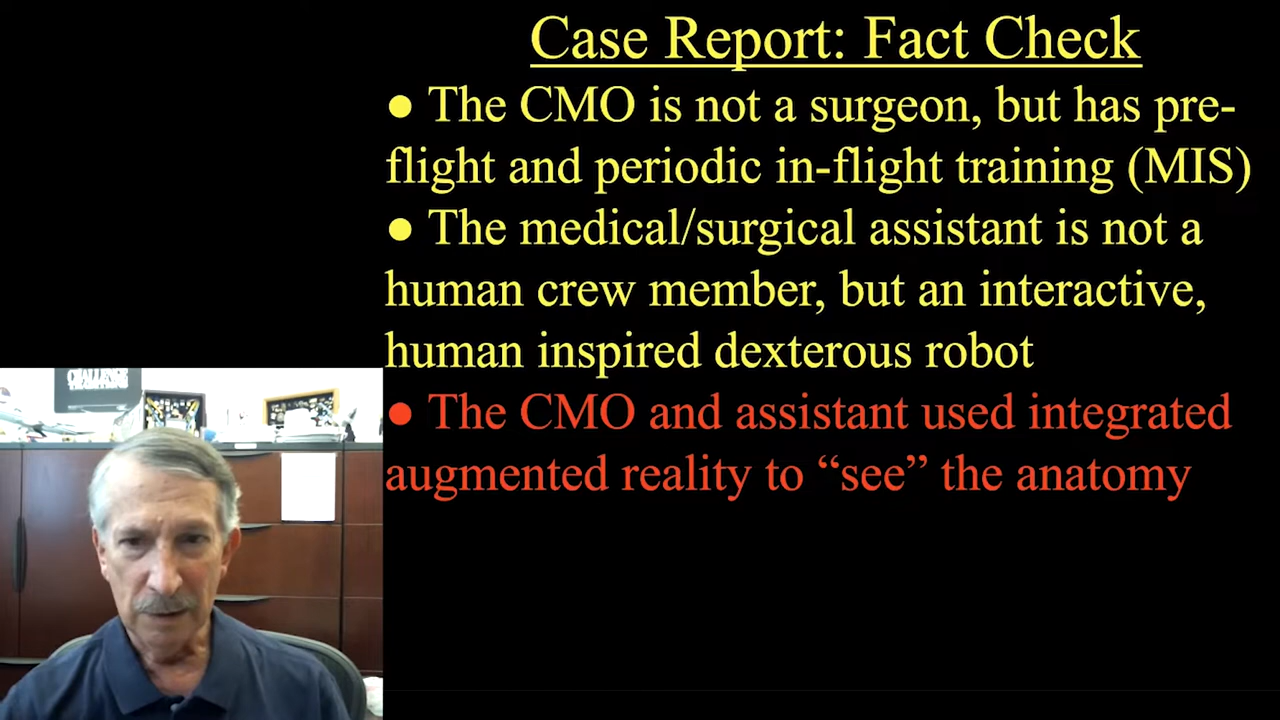 Case Report: Fact Check
● The CMO is not a surgeon, but has pre-
flight and periodic in-flight training (MIS)
● The medical/surgical assistant is not a
human crew member, but an interactive,
human inspired dexterous robot
● The CMO and assistant used integrated
augmented reality to “see” the anatomy
CHALLENGE